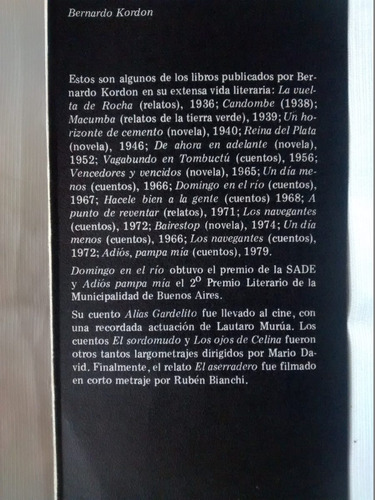 Bernardo Kordon
Estos son algunos de los libros publicados por Ber-
nardo Kordon en su extensa vida literaria: La vuel-
ta de Rocha (relatos), 1936; Candombe (1938);
Macumba (relatos de la tierra verde), 1939; Un ho-
rizonte de cemento (novela), 1940; Reina del Plata
(novela), 1946; De ahora en adelante (novela),
1952; Vagabundo en Tombuctú (cuentos), 1956;
Vencedores y vencidos (novela), 1965; Un día me-
nos (cuentos), 1966; Domingo en el río (cuentos),
1967; Hacele bien a la gente (cuentos) 1968; A
punto de reventar (relatos), 1971; Los navegantes
(cuentos), 1972; Bairestop (novela), 1974; Un día
menos (cuentos), 1966; Los navegantes (cuentos),
1972; Adiós, pampa mía (cuentos), 1979.
Domingo en el río obtuvo el premio de la SADE
y Adiós pampa mía el 2º Premio Literario de la
Municipalidad de Buenos Aires.
Su cuento Alias Gardelito fue llevado al cine, con
una recordada actuación de Lautaro Murúa. Los
cuentos El sordomudo y Los ojos de Celina fueron
otros tantos largometrajes dirigidos por Mario Da-
vid. Finalmente, el relato El aserradero fue filmado
en corto metraje por Rubén Bianchi.